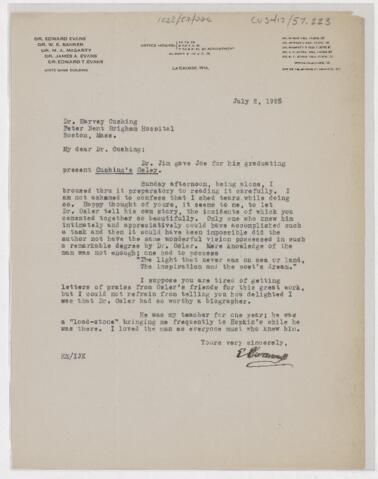 CUS417/57.223
DR. EDWARD EVANS
DR. W. E. BANNEN
DR. W. A. MCGARTY
DR. JAMES A. EVANS
DR. EDWARD T. EVANS
OFFICE HOURS
LACROSSE, WIS.
July 2, 1925
Dr. Harvey Cushing
Peter Bent Brigham Hospital
Boston, Mass.
My dear Dr. Cushing:
Dr. Jim gave Joe for his graduating
present Cushing's Osler.
Sunday afternoon, being alone, I
broused thru it preparatory to reading it carefully. I
am not ashamed to confess that I shed tears while doing
so. Happy thought of yours, it seems to me, to let
Dr. Osler tell his own story, the incidents of which you
cemented together so beautifully. Only one who knew him
intimately and appreciatively could have accomplished such
a task and then it would have been impossible did the
author not have the same wonderful vision possessed in such
a remarkable degree by Dr. Osler. Mere knowledge of the
man was not enough; one had to possess
"The light that never was on sea or land,
The inspiration and the poet's dream."
I suppose you are tired of getting
letters of praise from Osler's friends for this great work,
but I could not refrain from telling you how delighted I
was that Dr. Osler had so worthy a biographer.
He was my teacher for one year; he was
a "load-stone" bringing me frequently to Hopkin's while he
was there. I loved the man as everyone must who knew him.
Yours very sincerely,
EE/IJK
E Evans